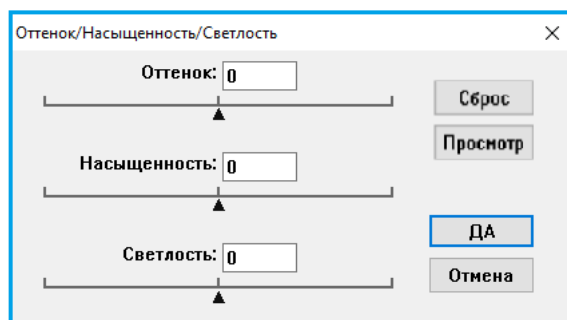 Оттенок/Насыщенность/Светлость
Оттенок: 0
Сброс
Просмотр
Насыщенность: 0
ДА
Светлость: 0
Отмена